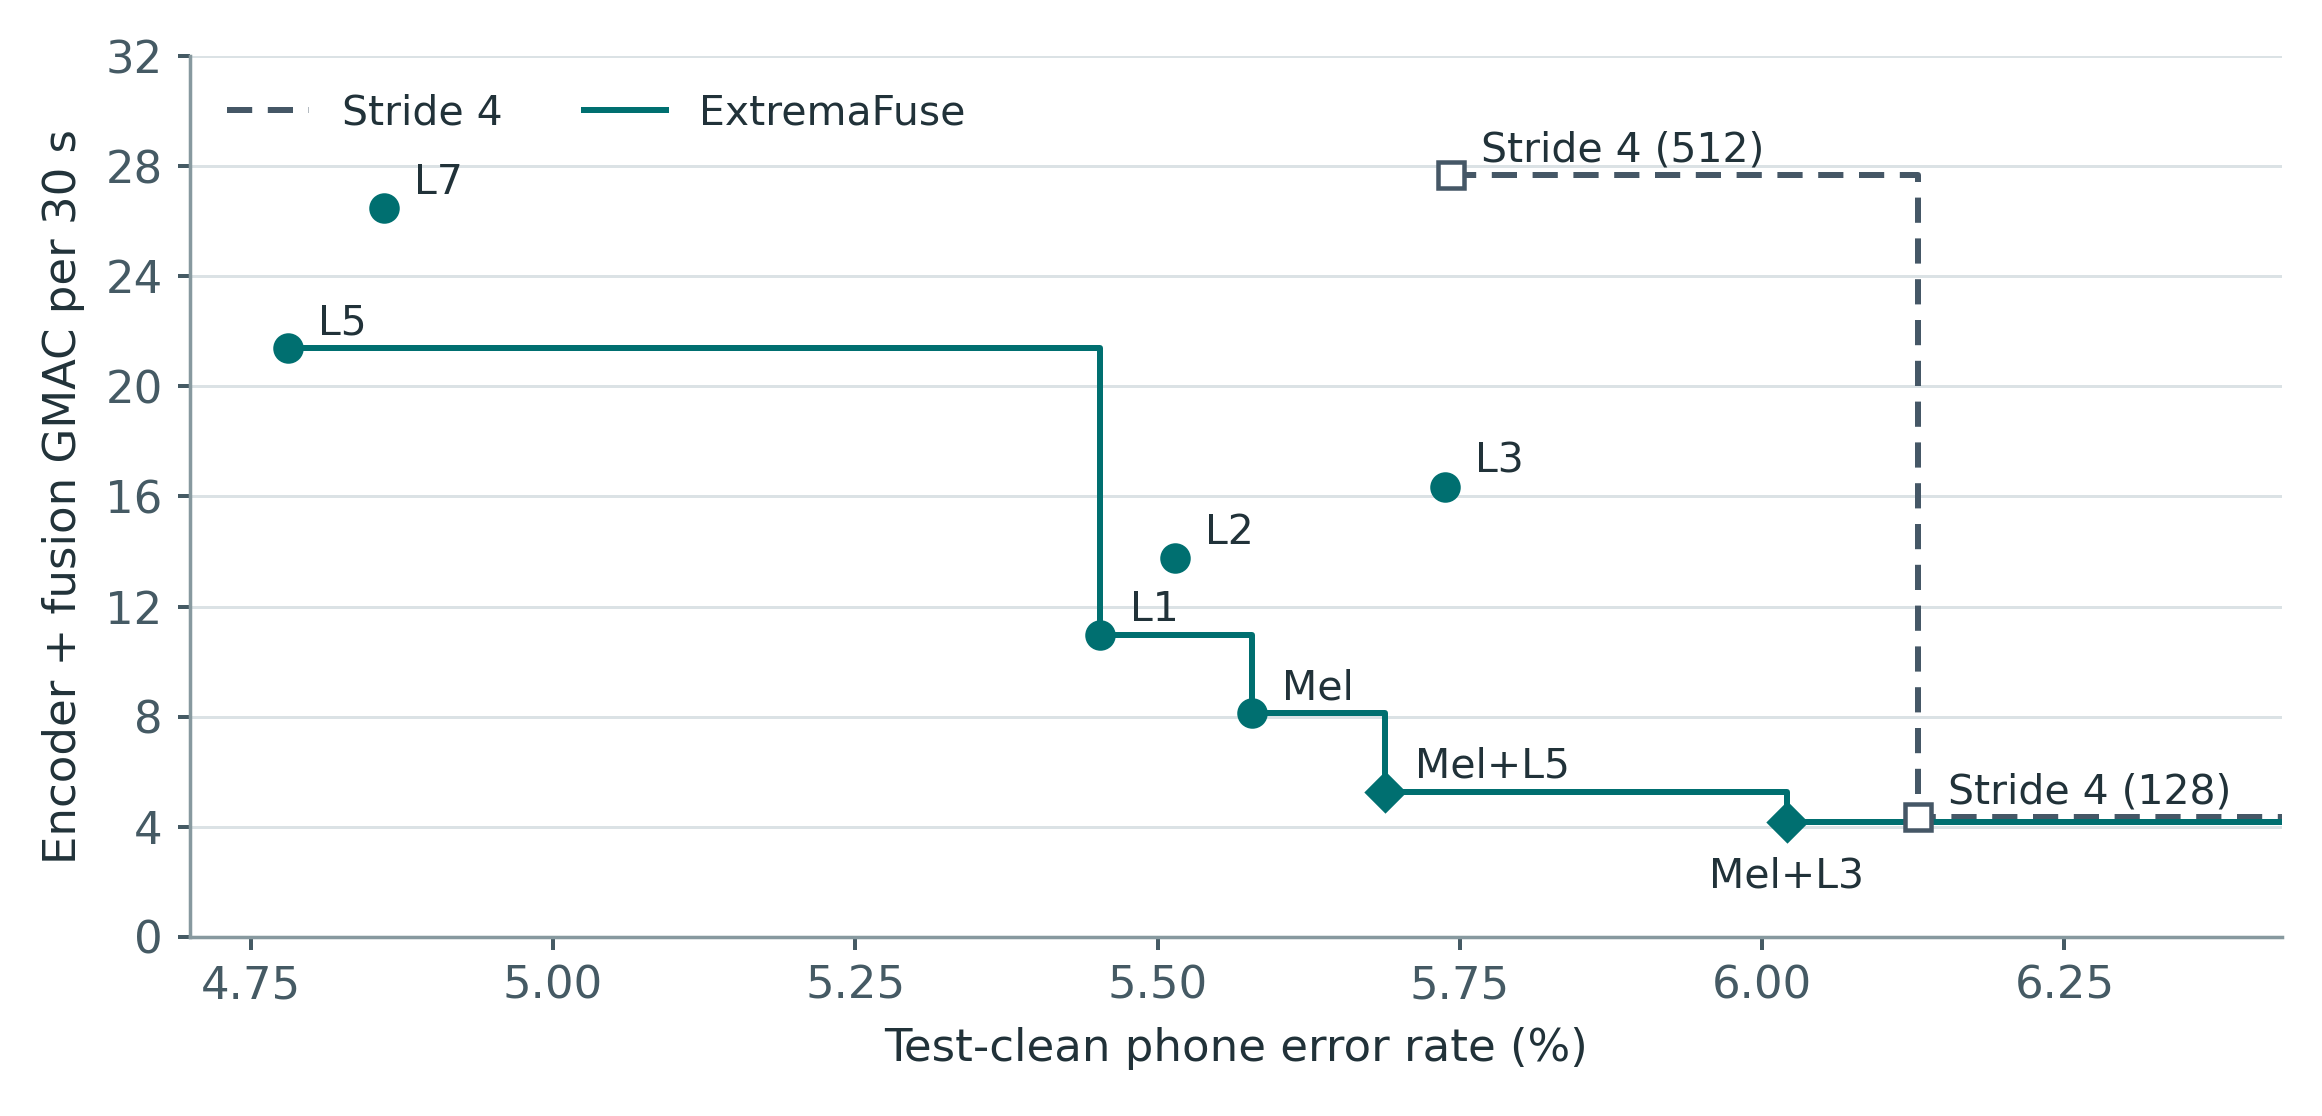 32
28
24
20
16
12
8
4
0
Encoder + fusion GMAC per 30 s
Stride 4
ExtremaFuse
L7
Stride 4 (512)
L5
L3
L2
L1
Mel
Mel+L5
Stride 4 (128)
Mel+L3
4.75
5.00
5.25
5.50
5.75
6.00
6.25
Test-clean phone error rate (%)